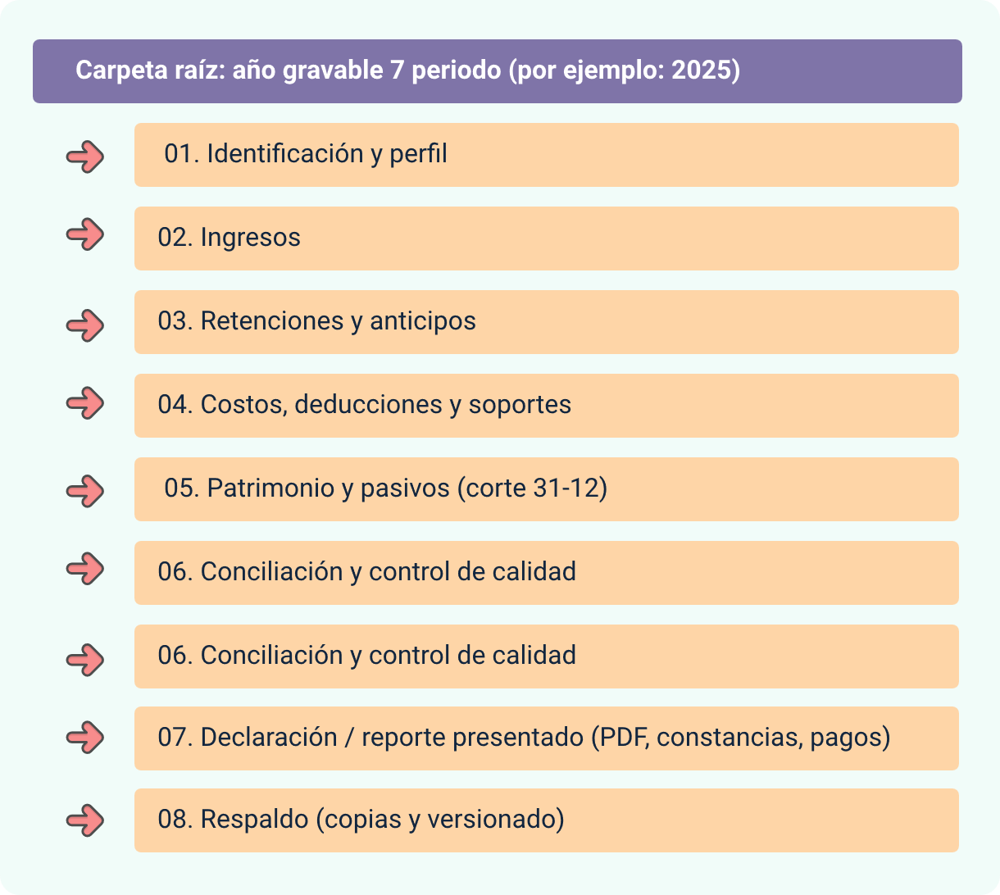 Carpeta raíz: año gravable 7 periodo (por ejemplo: 2025)
01. Identificación y perfil
02. Ingresos
03. Retenciones y anticipos
04. Costos, deducciones y soportes
05. Patrimonio y pasivos (corte 31-12)
06. Conciliación y control de calidad
06. Conciliación y control de calidad
07. Declaración / reporte presentado (PDF, constancias, pagos)
08. Respaldo (copias y versionado)